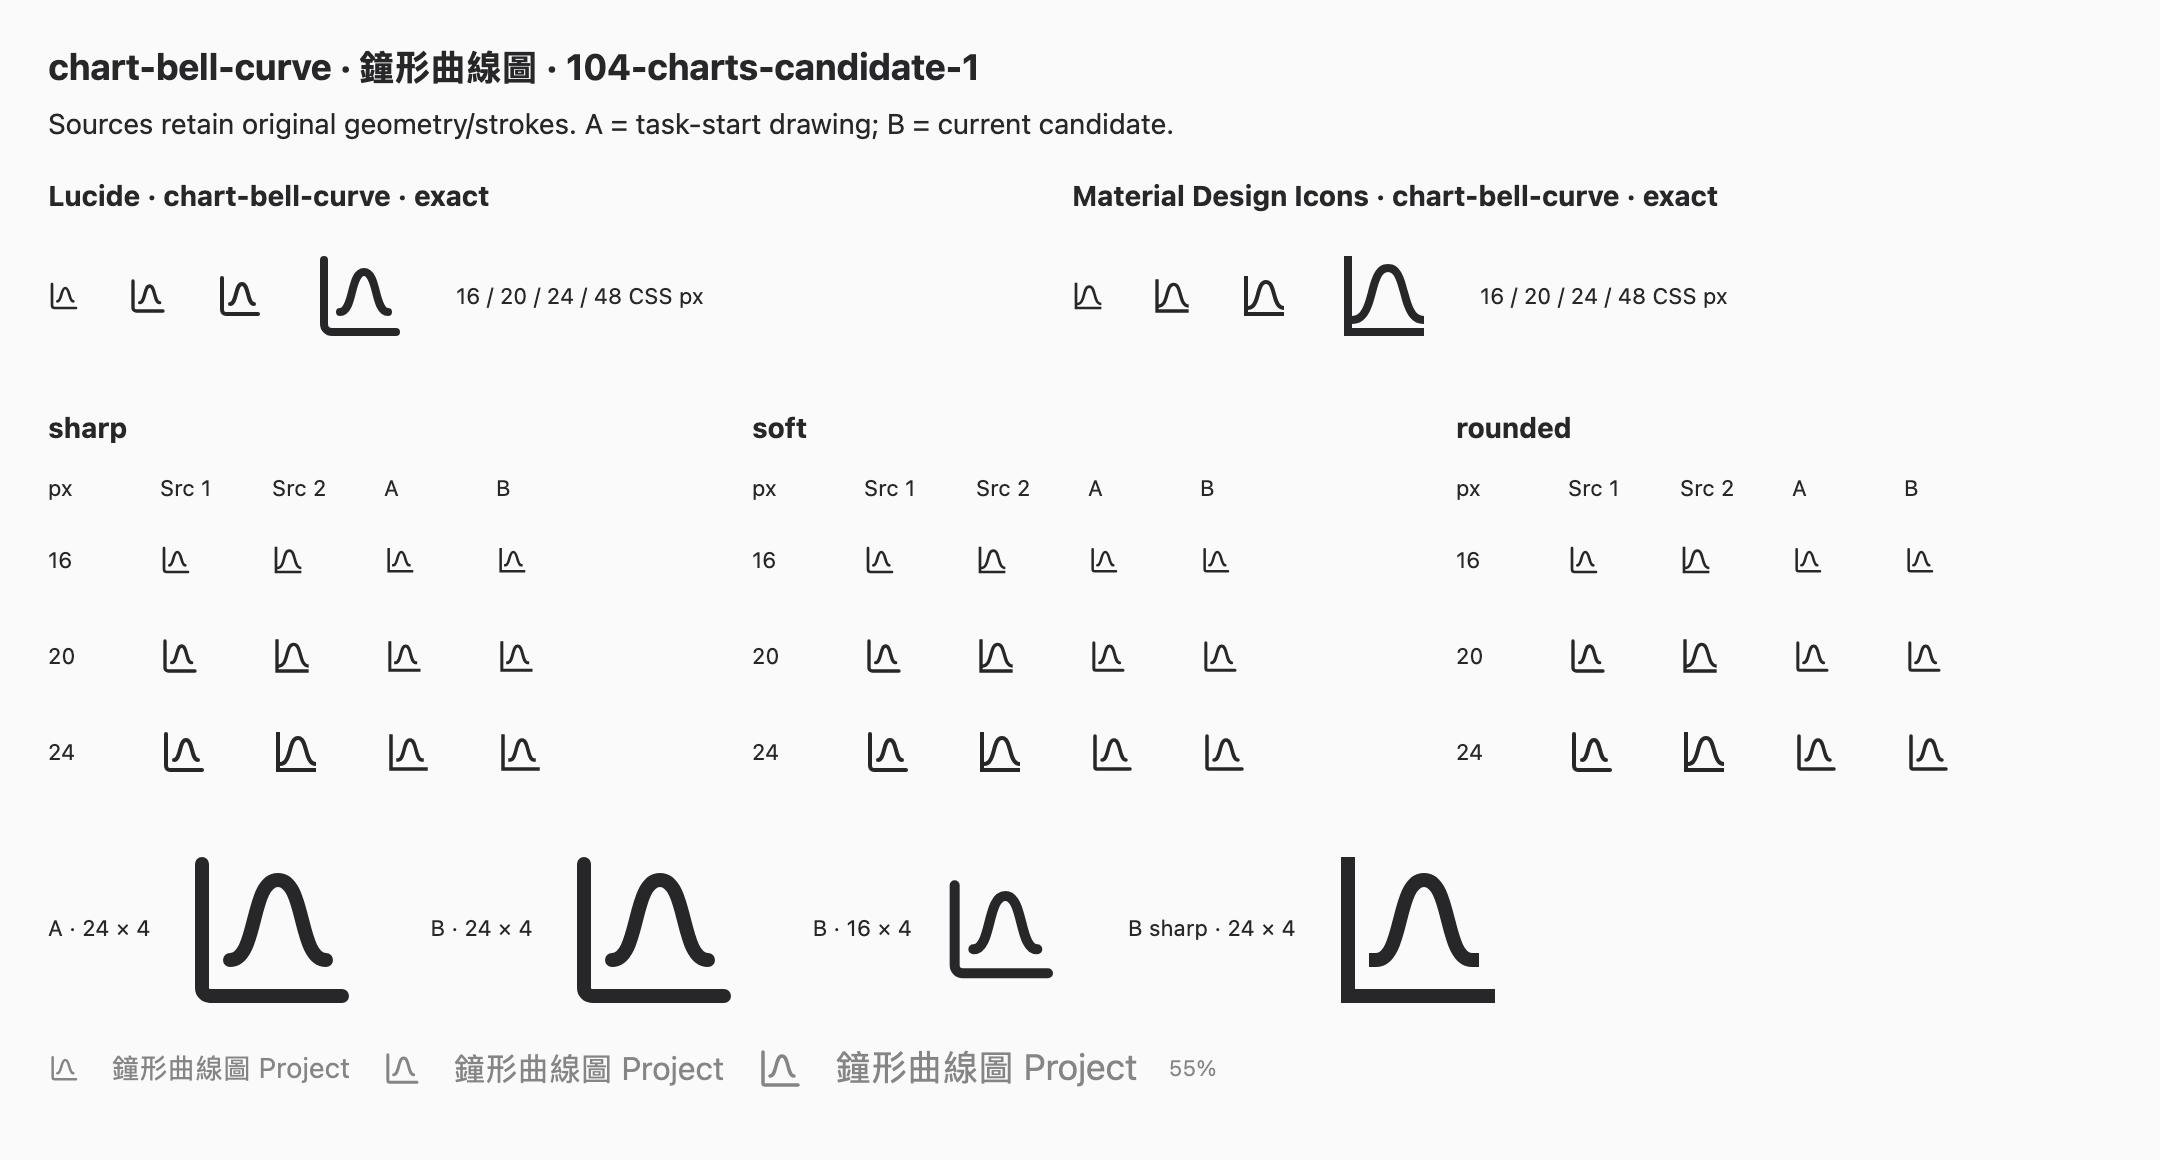 chart-bell-curve · 鐘形曲線圖 · 104-charts-candidate-1
Sources retain original geometry/strokes. A = task-start drawing; B = current candidate.
Lucide · chart-bell-curve · exact
16 / 20 / 24 / 48 CSS px
Material Design Icons · chart-bell-curve · exact
16 / 20 / 24 / 48 CSS px
sharp
px Src 1 Src 2 A B
16
20
24
soft
px Src 1 Src 2 A B
16
20
24
rounded
px Src 1 Src 2 A B
16
20
24
A · 24 × 4
B · 24 × 4
B · 16 × 4
B sharp · 24 × 4
鐘形曲線圖 Project
鐘形曲線圖 Project
鐘形曲線圖 Project
55%